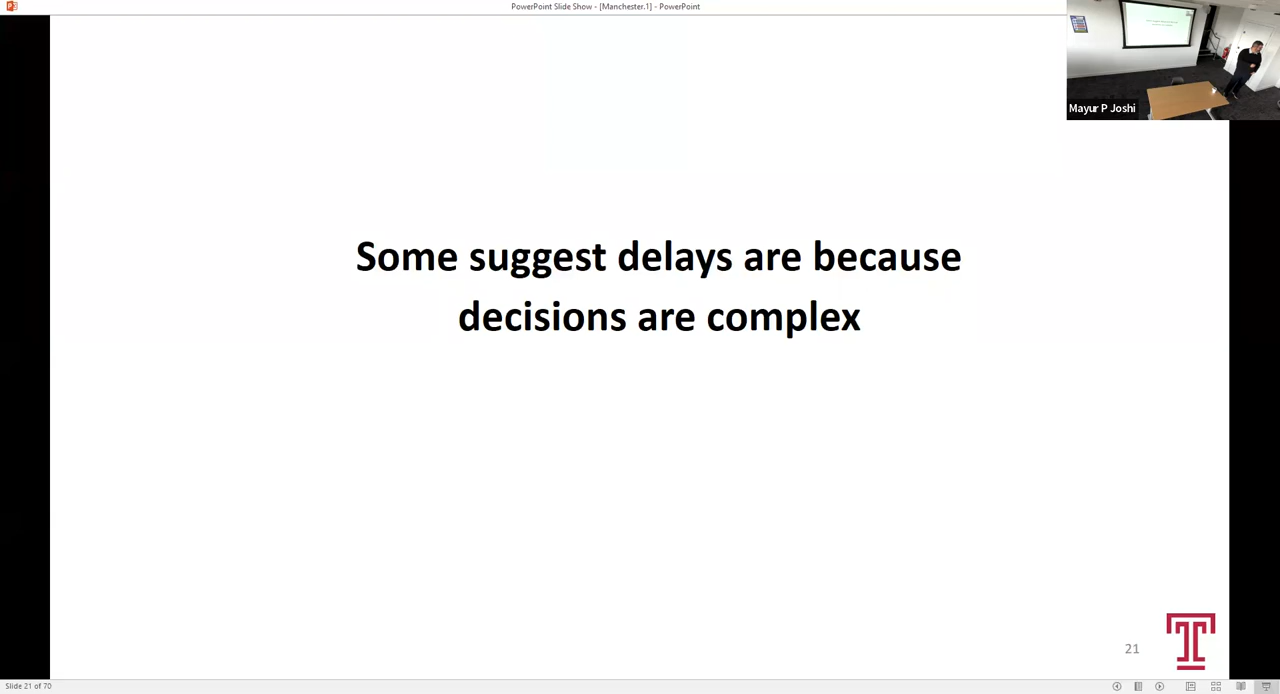 PowerPoint Slide Show - [Manchester.1] - PowerPoint
Mayur P Joshi
Some suggest delays are because
decisions are complex
21
T
Slide 21 of 70